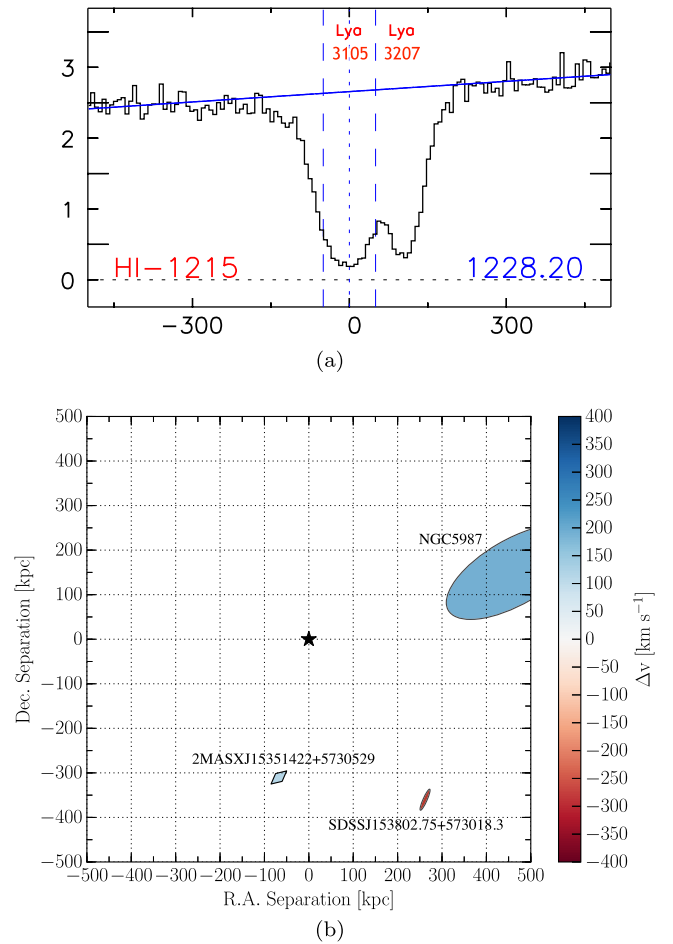 Lya Lya
3105 3207
3
2
1
0
HI-1215 1228.20
−300 0 300
(a)
500
400
300
200
100
0
−100
−200
−300
−400
−500
Dec. Separation [kpc]
NGC5987
2MASXJ15351422+5730529
SDSSJ153802.75+573018.3
−500 −400 −300 −200 −100 0 100 200 300 400 500
R.A. Separation [kpc]
400
350
300
250
200
150
100
50
0
−50
−100
−150
−200
−250
−300
−350
−400
Δv [km s⁻¹]
(b)